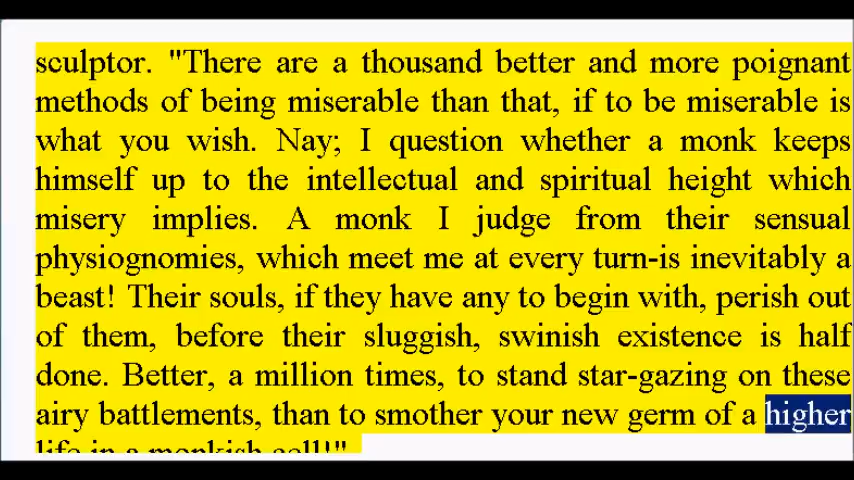 sculptor. "There are a thousand better and more poignant
methods of being miserable than that, if to be miserable is
what you wish. Nay; I question whether a monk keeps
himself up to the intellectual and spiritual height which
misery implies. A monk I judge from their sensual
physiognomies, which meet me at every turn-is inevitably a
beast! Their souls, if they have any to begin with, perish out
of them, before their sluggish, swinish existence is half
done. Better, a million times, to stand star-gazing on these
airy battlements, than to smother your new germ of a higher
life in a monkish cell!"